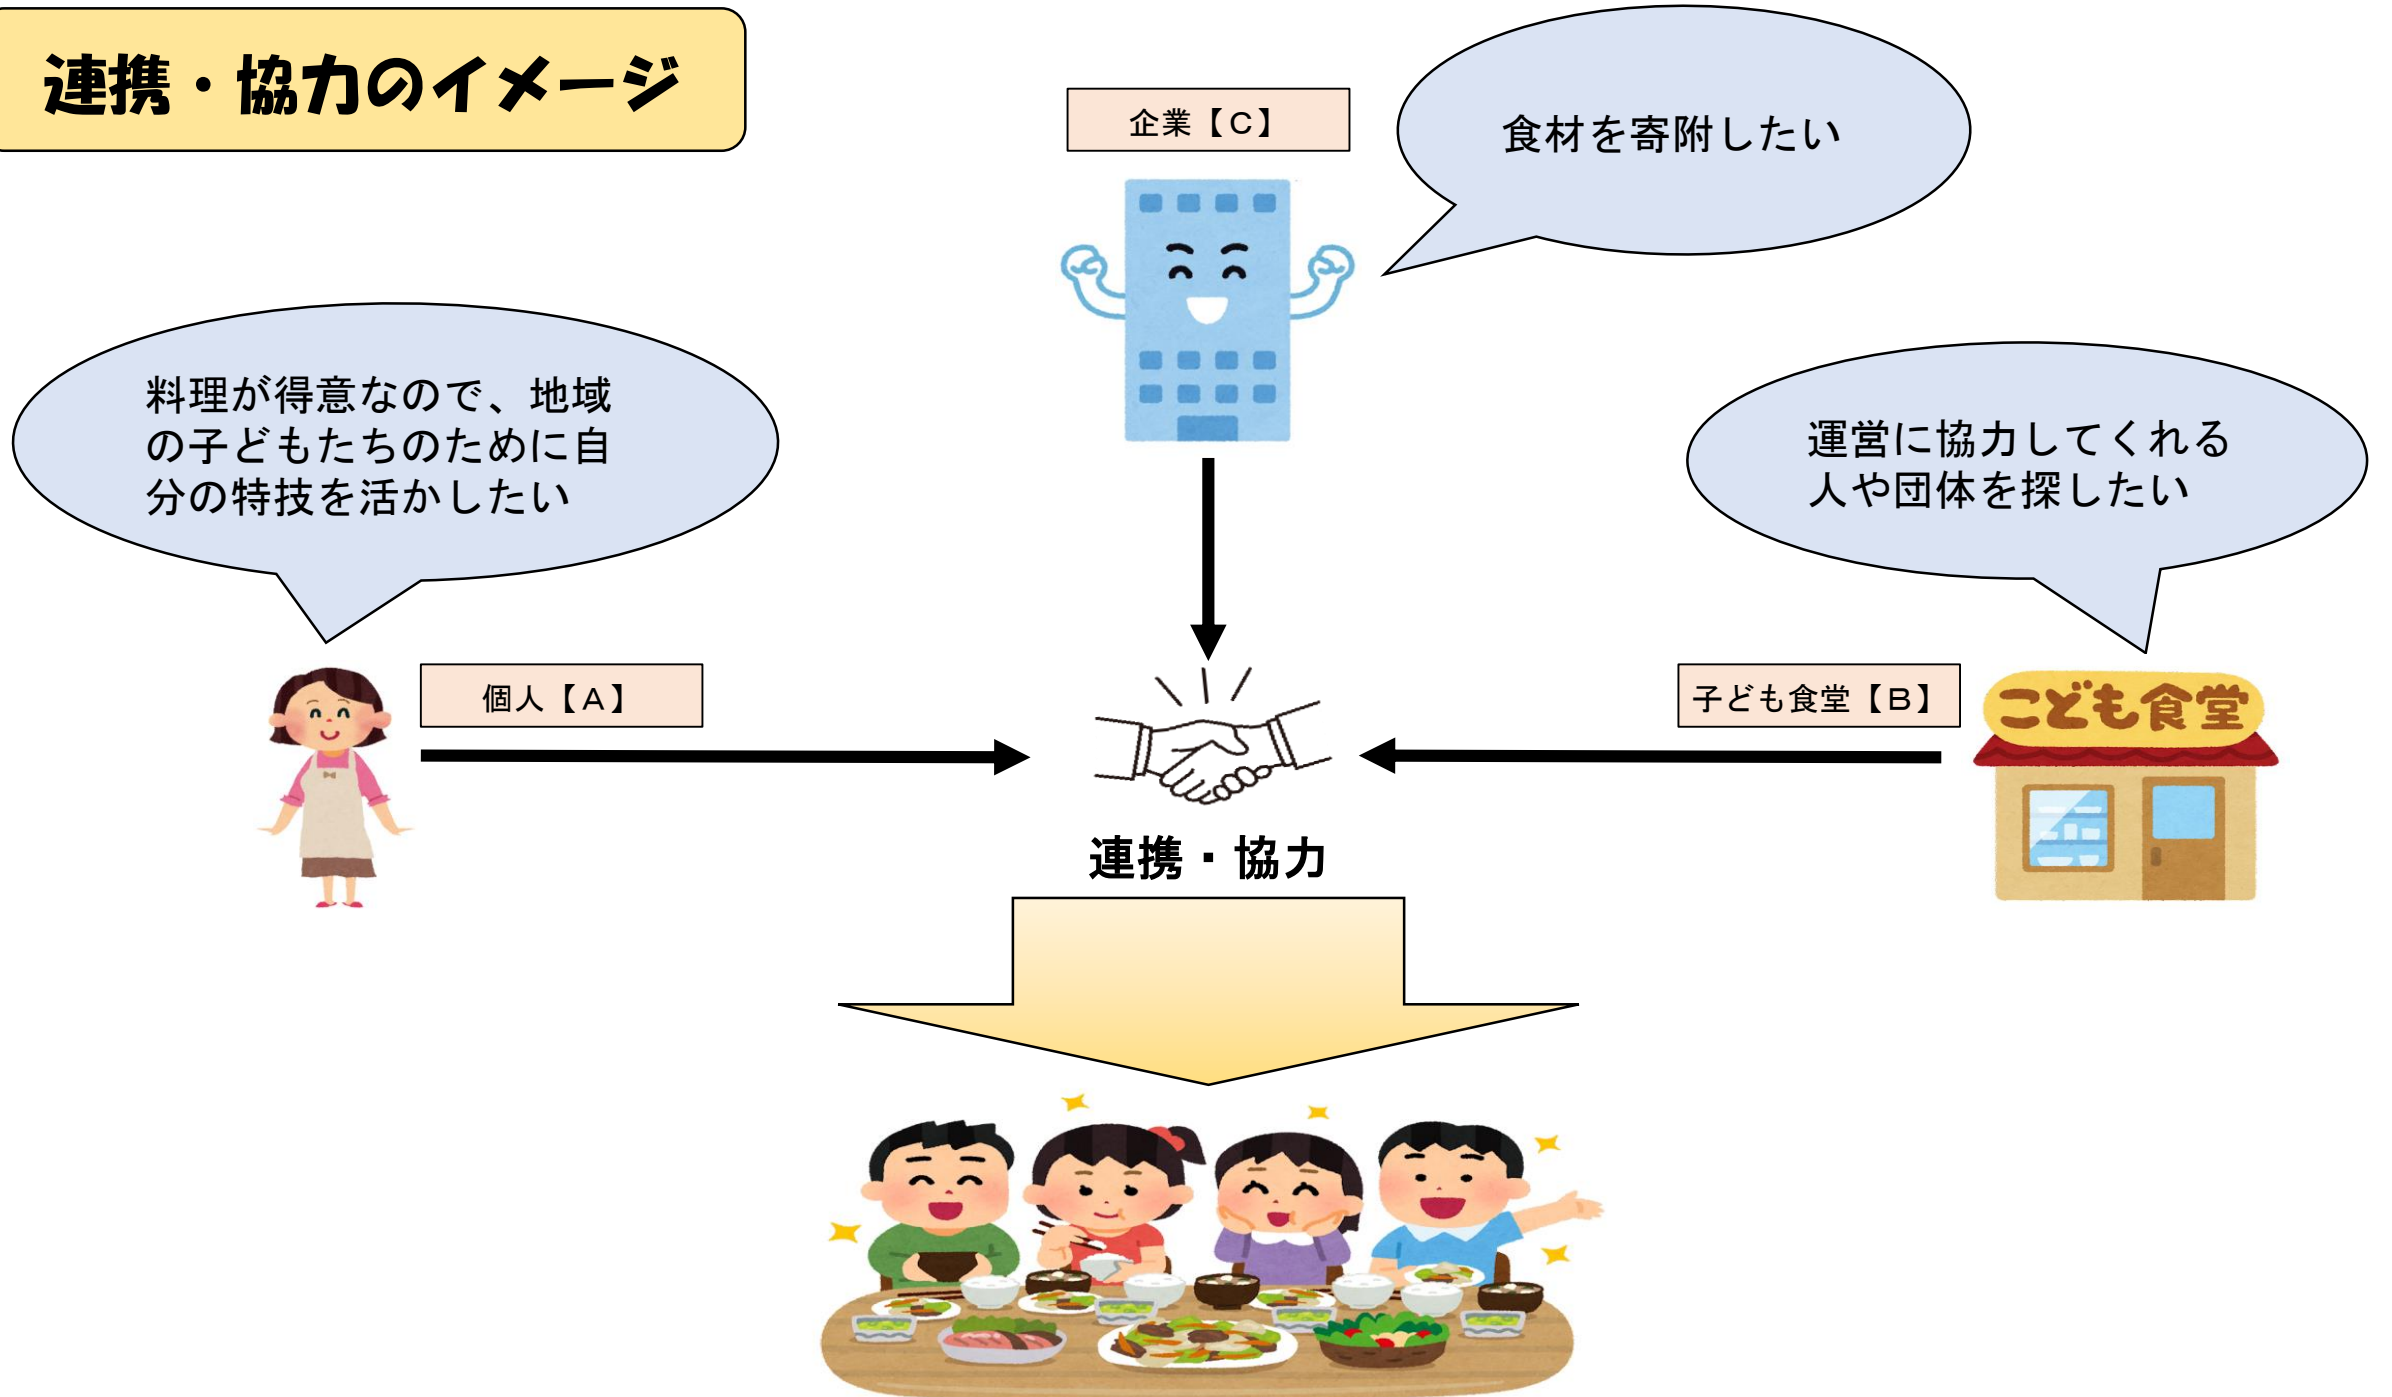 連携・協力のイメージ
企業【C】
食材を寄附したい
料理が得意なので、地域
の子どもたちのために自
分の特技を活かしたい
運営に協力してくれる
人や団体を探したい
個人【A】
子ども食堂【B】
こども食堂
連携・協力